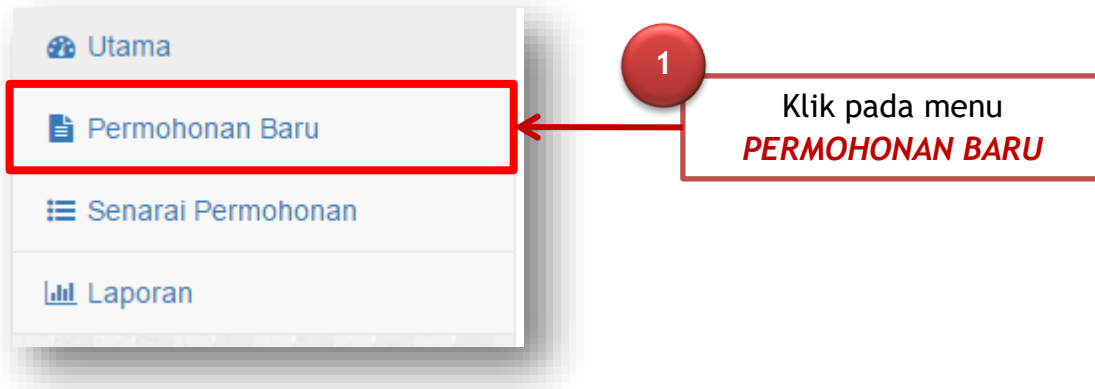 Utama
Permohonan Baru
Senarai Permohonan
Laporan
1
Klik pada menu
PERMOHONAN BARU